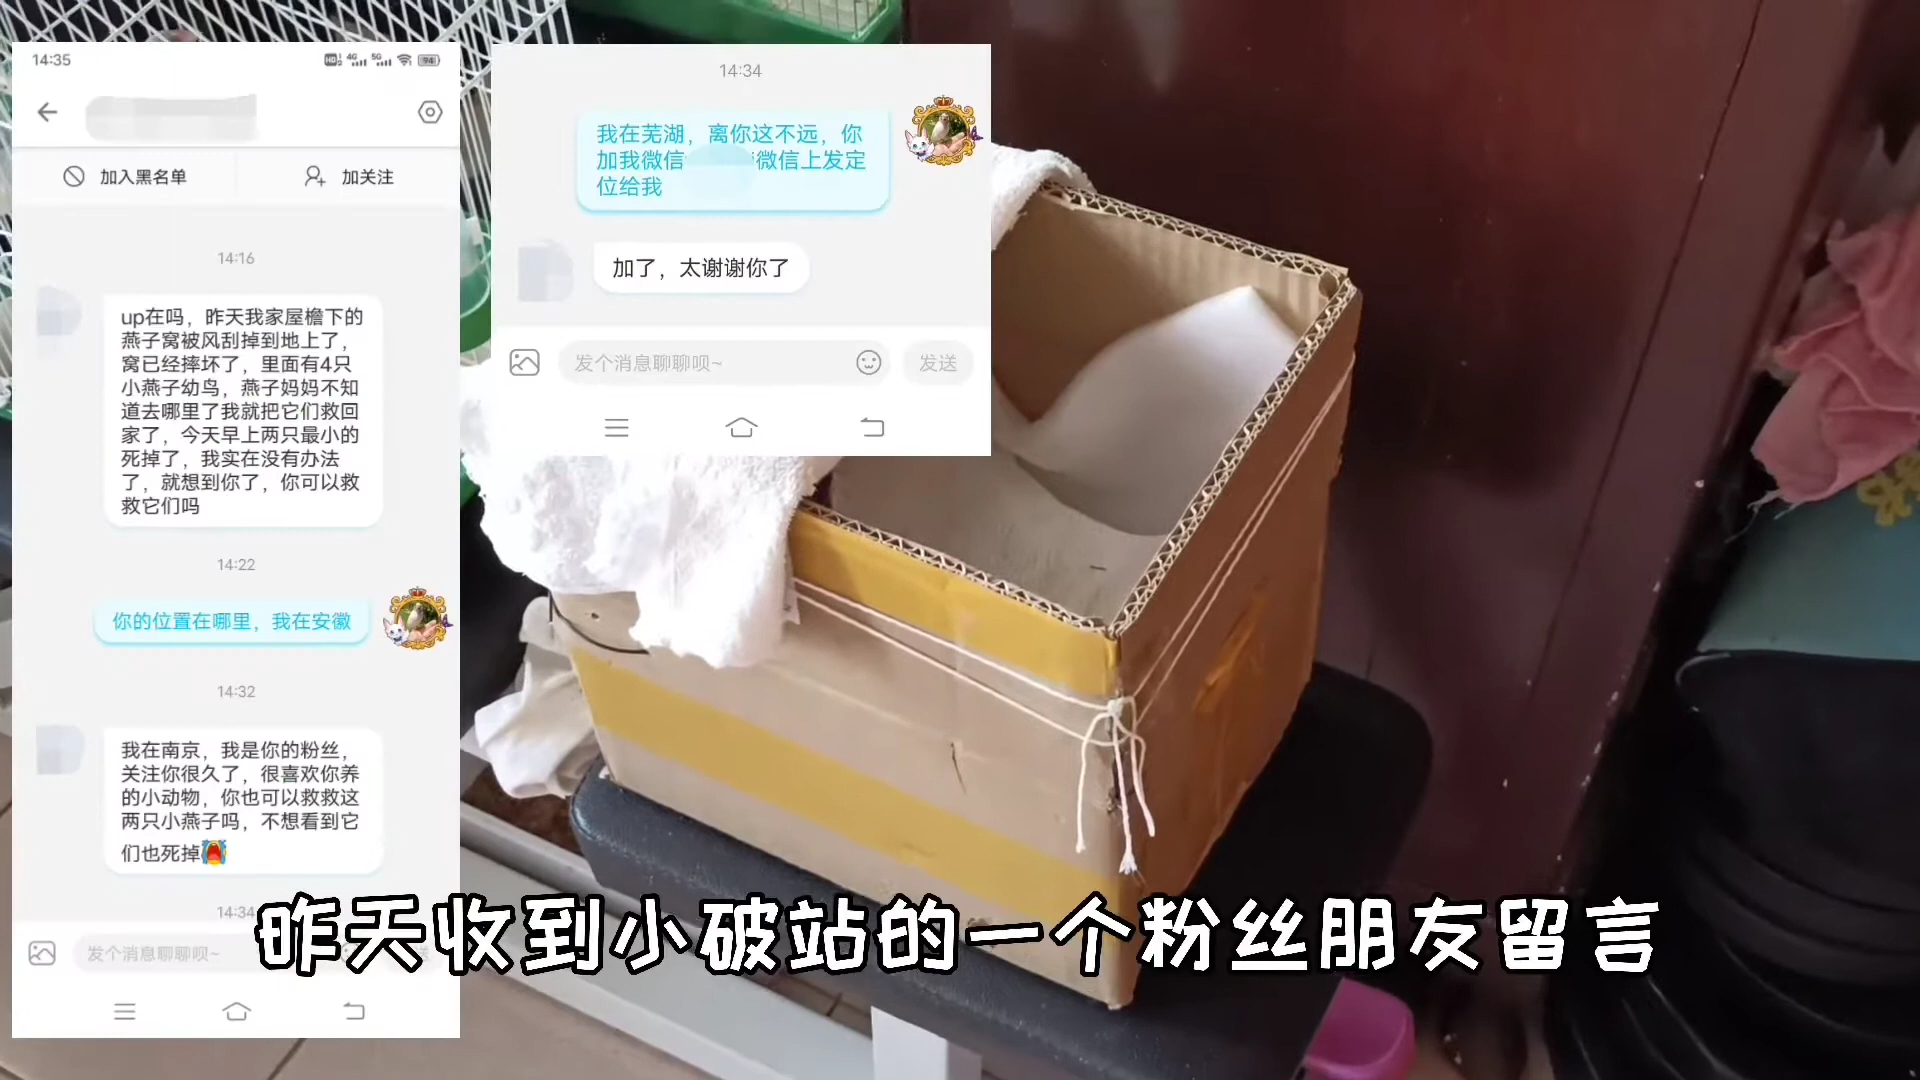 14:35
94
加入黑名单
加关注
14:16
up在吗，昨天我家屋檐下的
燕子窝被风刮掉到地上了，
窝已经摔坏了，里面有4只
小燕子幼鸟，燕子妈妈不知
道去哪里了我就把它们救回
家了，今天早上两只最小的
死掉了，我实在没有办法
了，就想到你了，你可以救
救它们吗
14:22
你的位置在哪里，我在安徽
14:32
我在南京，我是你的粉丝，
关注你很久了，很喜欢你养
的小动物，你也可以救救这
两只小燕子吗，不想看到它
们也死掉
14:34
发个消息聊聊呗~
14:34
我在芜湖，离你这不远，你
加我微信 微信上发定
位给我
加了，太谢谢你了
发个消息聊聊呗~
发送
昨天收到小破站的一个粉丝朋友留言